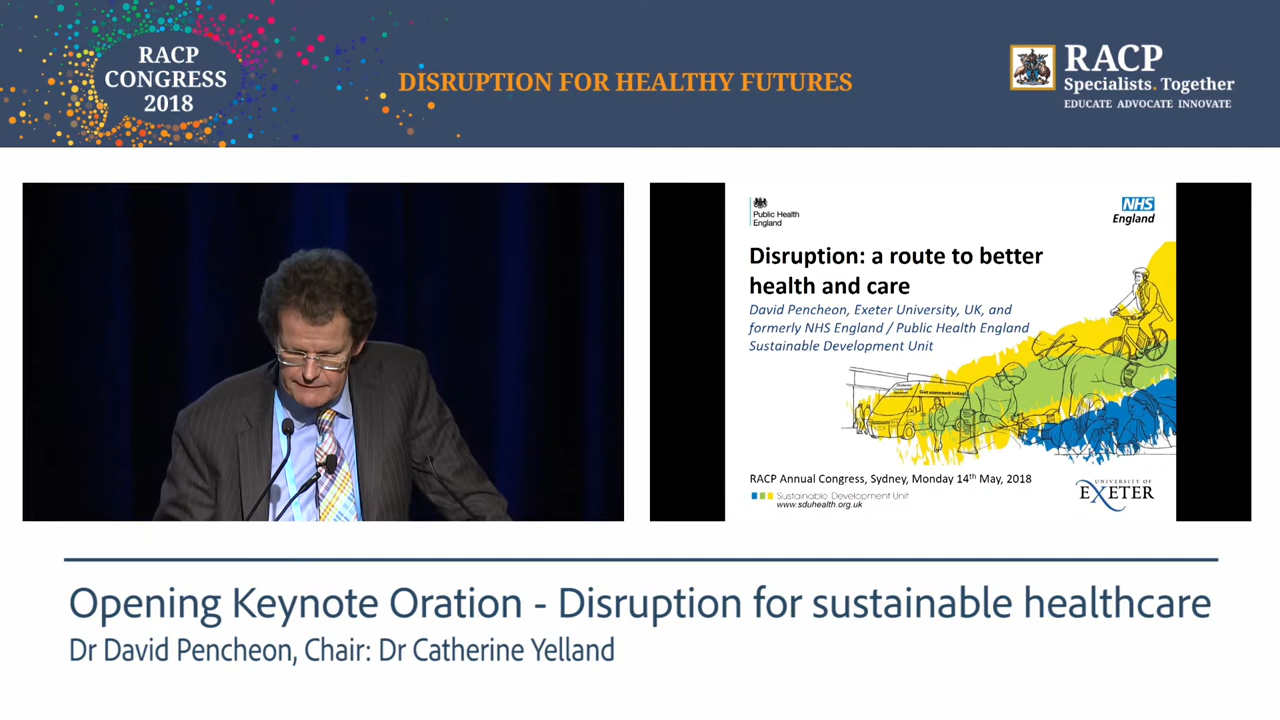 RACP
CONGRESS
2018
DISRUPTION FOR HEALTHY FUTURES
RACP
Specialists. Together
EDUCATE ADVOCATE INNOVATE
Public Health
England
NHS
England
Disruption: a route to better
health and care
David Pencheon, Exeter University, UK, and
formerly NHS England / Public Health England
Sustainable Development Unit
Get scanned today!
RACP Annual Congress, Sydney, Monday 14th May, 2018
Sustainable Development Unit
www.sduhealth.org.uk
UNIVERSITY OF
EXETER
Opening Keynote Oration - Disruption for sustainable healthcare
Dr David Pencheon, Chair: Dr Catherine Yelland